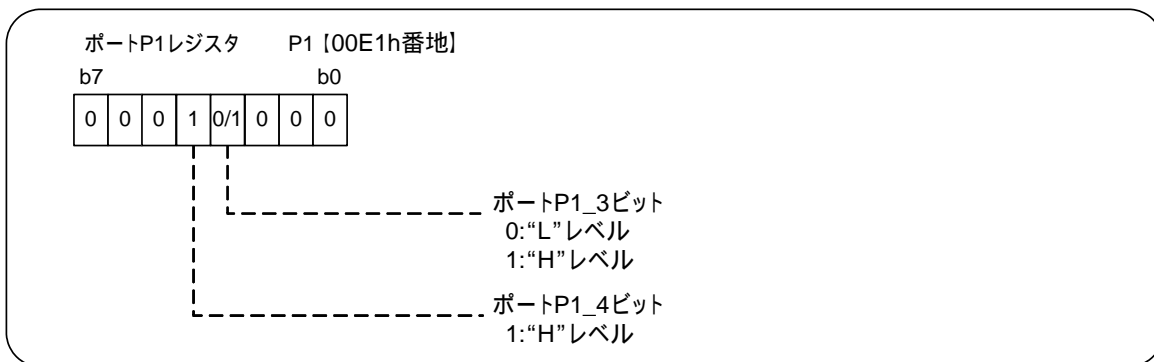 ポートP1レジスタ P1【00E1h番地】
b7 b0
0 0 0 1 0/1 0 0 0
ポートP1_3ビット
0:“L”レベル
1:“H”レベル
ポートP1_4ビット
1:“H”レベル